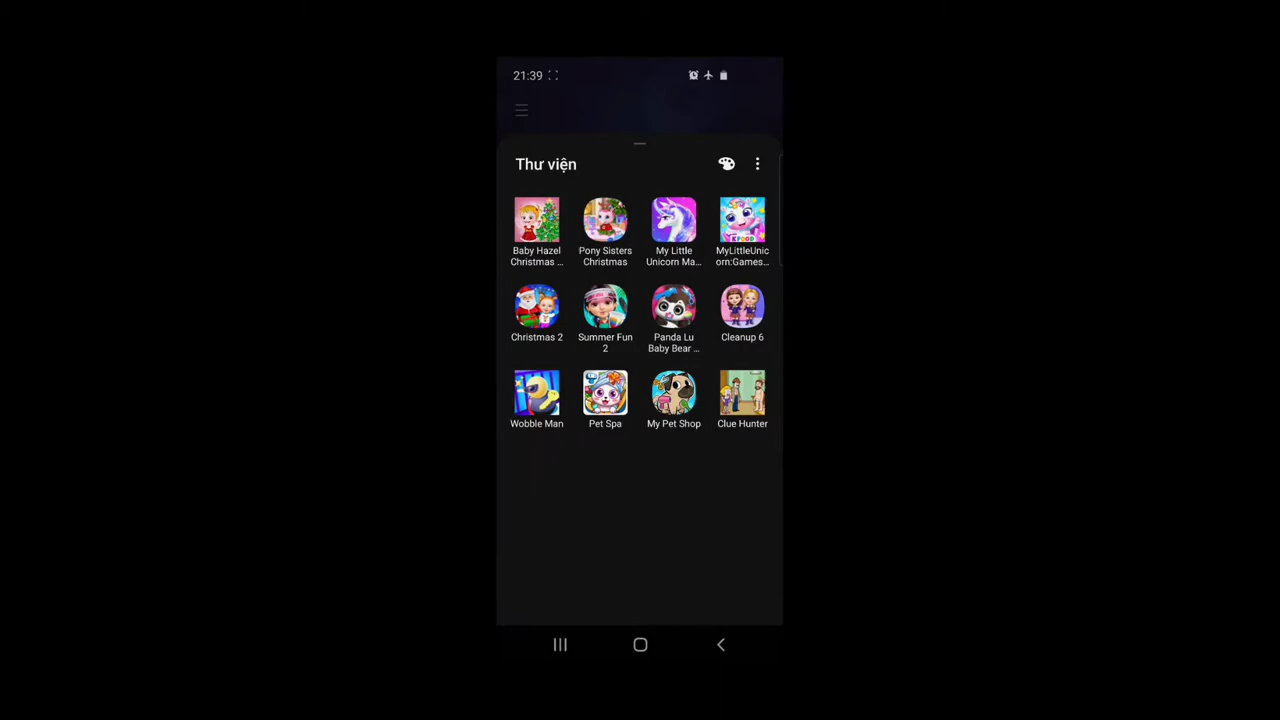 21:39
Thư viện
Baby Hazel
Christmas ...
Pony Sisters
Christmas
My Little
Unicorn Ma...
MyLittleUnic
orn:Games...
Christmas 2
Summer Fun
2
Panda Lu
Baby Bear ...
Cleanup 6
Wobble Man
Pet Spa
My Pet Shop
Clue Hunter